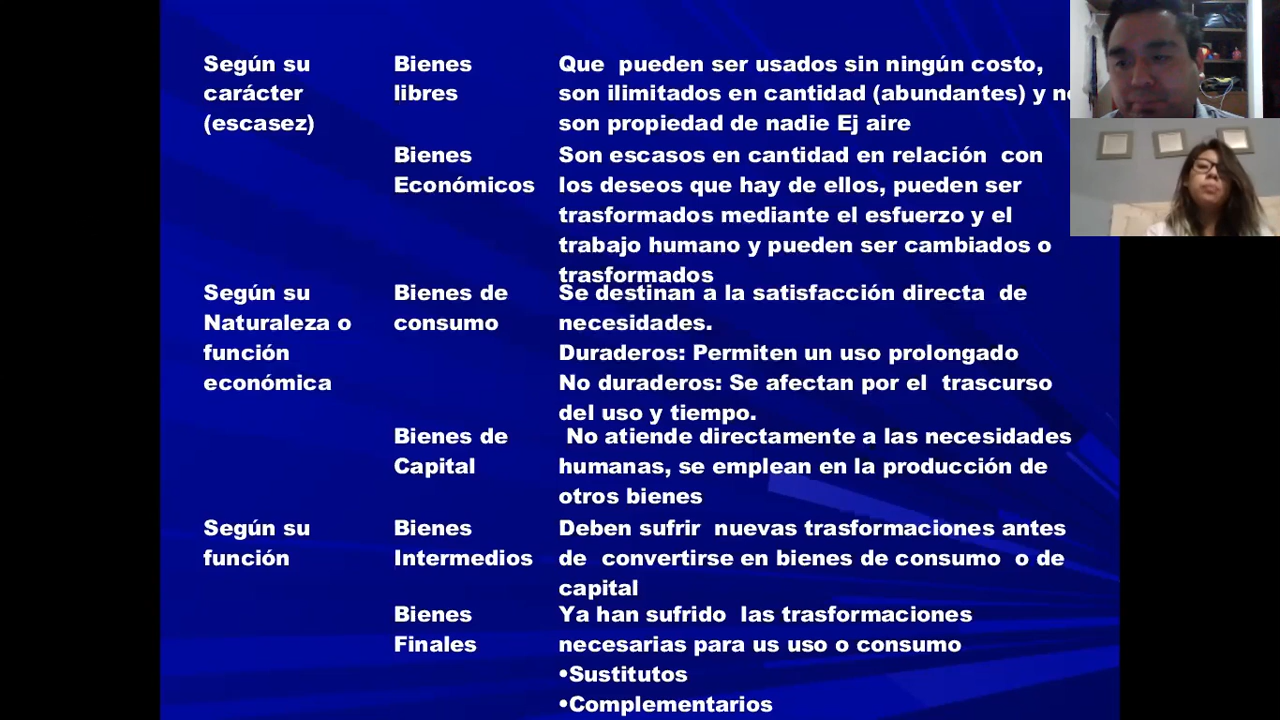 Según su
carácter
(escasez)
Bienes
libres
Que pueden ser usados sin ningún costo,
son ilimitados en cantidad (abundantes) y
son propiedad de nadie Ej aire
Bienes
Económicos
Son escasos en cantidad en relación con
los deseos que hay de ellos, pueden ser
trasformados mediante el esfuerzo y el
trabajo humano y pueden ser cambiados o
trasformados
Según su
Naturaleza o
función
económica
Bienes de
consumo
Se destinan a la satisfacción directa de
necesidades.
Duraderos: Permiten un uso prolongado
No duraderos: Se afectan por el trascurso
del uso y tiempo.
Bienes de
Capital
No atiende directamente a las necesidades
humanas, se emplean en la producción de
otros bienes
Según su
función
Bienes
Intermedios
Deben sufrir nuevas trasformaciones antes
de convertirse en bienes de consumo o de
capital
Bienes
Finales
Ya han sufrido las trasformaciones
necesarias para us uso o consumo
•Sustitutos
•Complementarios